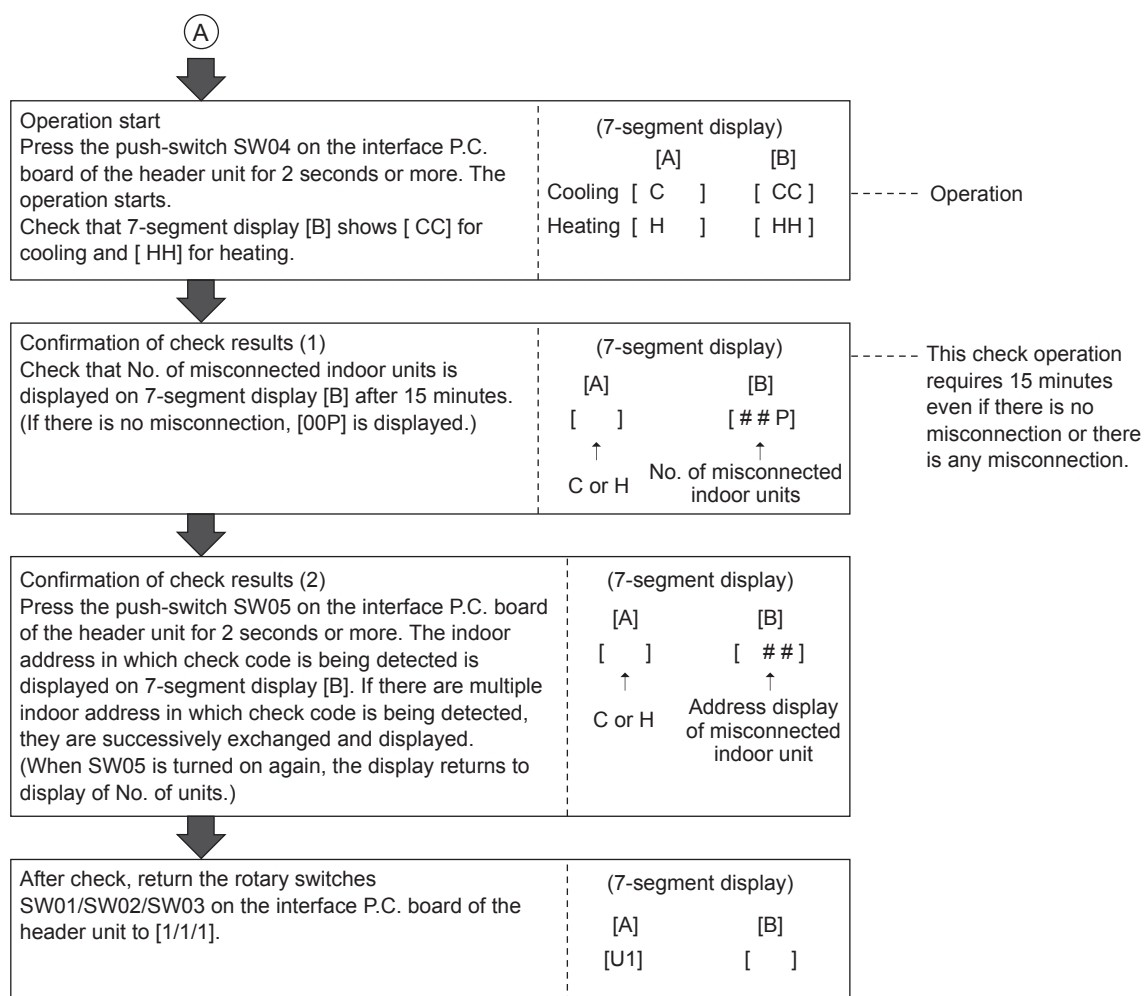 A
Operation start
Press the push-switch SW04 on the interface P.C.
board of the header unit for 2 seconds or more. The
operation starts.
Check that 7-segment display [B] shows [ CC] for
cooling and [ HH] for heating.
(7-segment display)
[A] [B]
Cooling [ C ] [ CC ]
Heating [ H ] [ HH ]
Operation
Confirmation of check results (1)
Check that No. of misconnected indoor units is
displayed on 7-segment display [B] after 15 minutes.
(If there is no misconnection, [00P] is displayed.)
(7-segment display)
[A] [B]
[ ] [ # # P]
↑ ↑
C or H No. of misconnected
indoor units
This check operation
requires 15 minutes
even if there is no
misconnection or there
is any misconnection.
Confirmation of check results (2)
Press the push-switch SW05 on the interface P.C. board
of the header unit for 2 seconds or more. The indoor
address in which check code is being detected is
displayed on 7-segment display [B]. If there are multiple
indoor address in which check code is being detected,
they are successively exchanged and displayed.
(When SW05 is turned on again, the display returns to
display of No. of units.)
(7-segment display)
[A] [B]
[ ] [ # # ]
↑ ↑
C or H Address display
of misconnected
indoor unit
After check, return the rotary switches
SW01/SW02/SW03 on the interface P.C. board of the
header unit to [1/1/1].
(7-segment display)
[A] [B]
[U1] [ ]